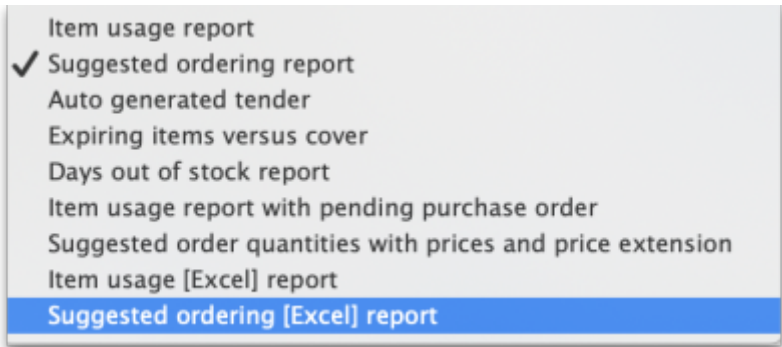 Item usage report
Suggested ordering report
Auto generated tender
Expiring items versus cover
Days out of stock report
Item usage report with pending purchase order
Suggested order quantities with prices and price extension
Item usage [Excel] report
Suggested ordering [Excel] report